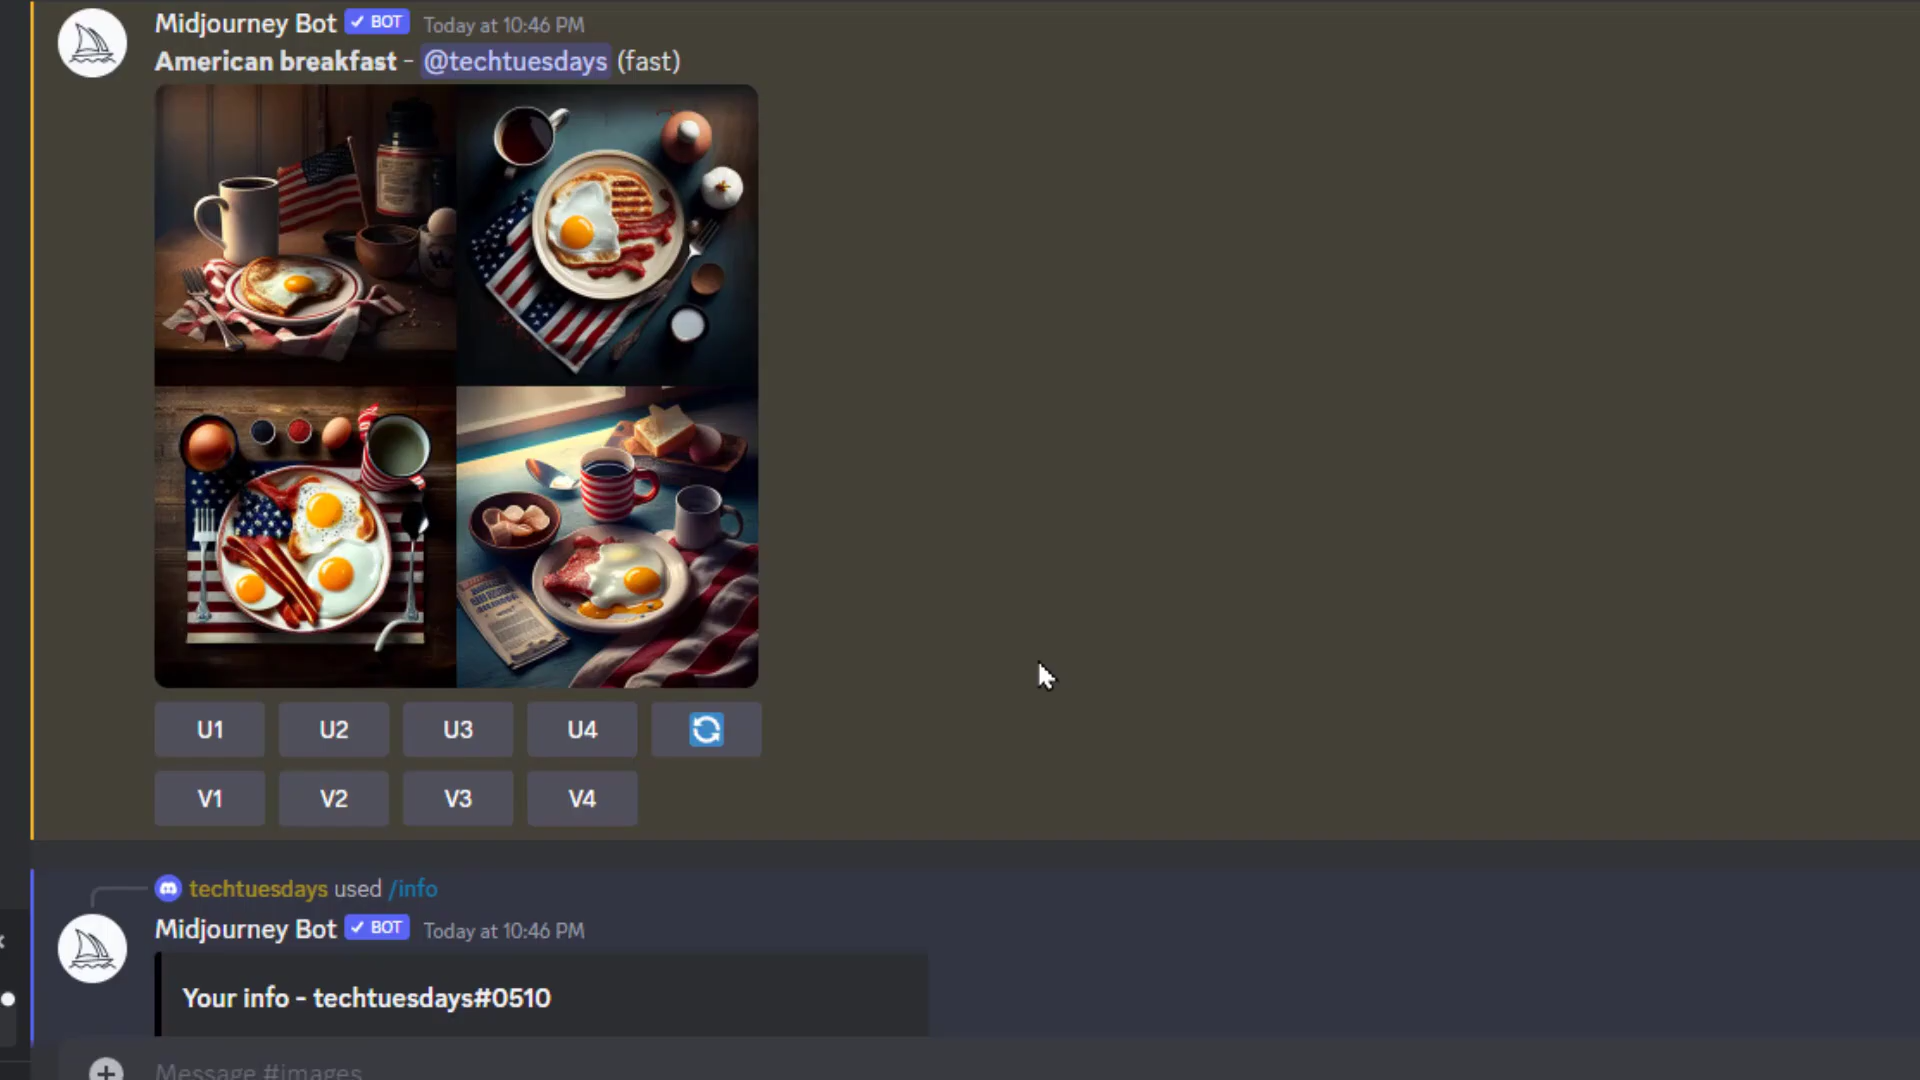 Midjourney Bot ✓ BOT Today at 10:46 PM
American breakfast - @techtuesdays (fast)
U1 U2 U3 U4
V1 V2 V3 V4
techtuesdays used /info
Midjourney Bot ✓ BOT Today at 10:46 PM
Your info - techtuesdays#0510
Message #images